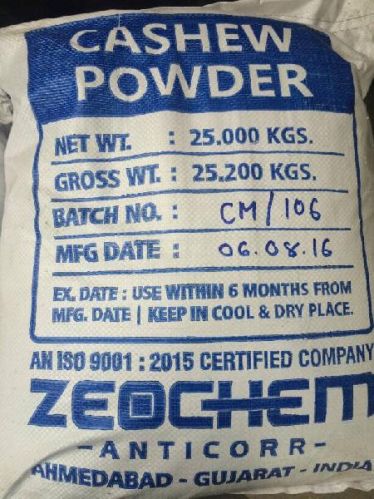 CASHEW
POWDER
NET WT. : 25.000 KGS.
GROSS WT. : 25.200 KGS.
BATCH NO. : CM/106
MFG DATE : 06.08.16
EX. DATE : USE WITHIN 6 MONTHS FROM
MFG. DATE | KEEP IN COOL & DRY PLACE.
AN ISO 9001 : 2015 CERTIFIED COMPANY
ZEOCHEM
- ANTICORR -
AHMEDABAD - GUJARAT - INDIA